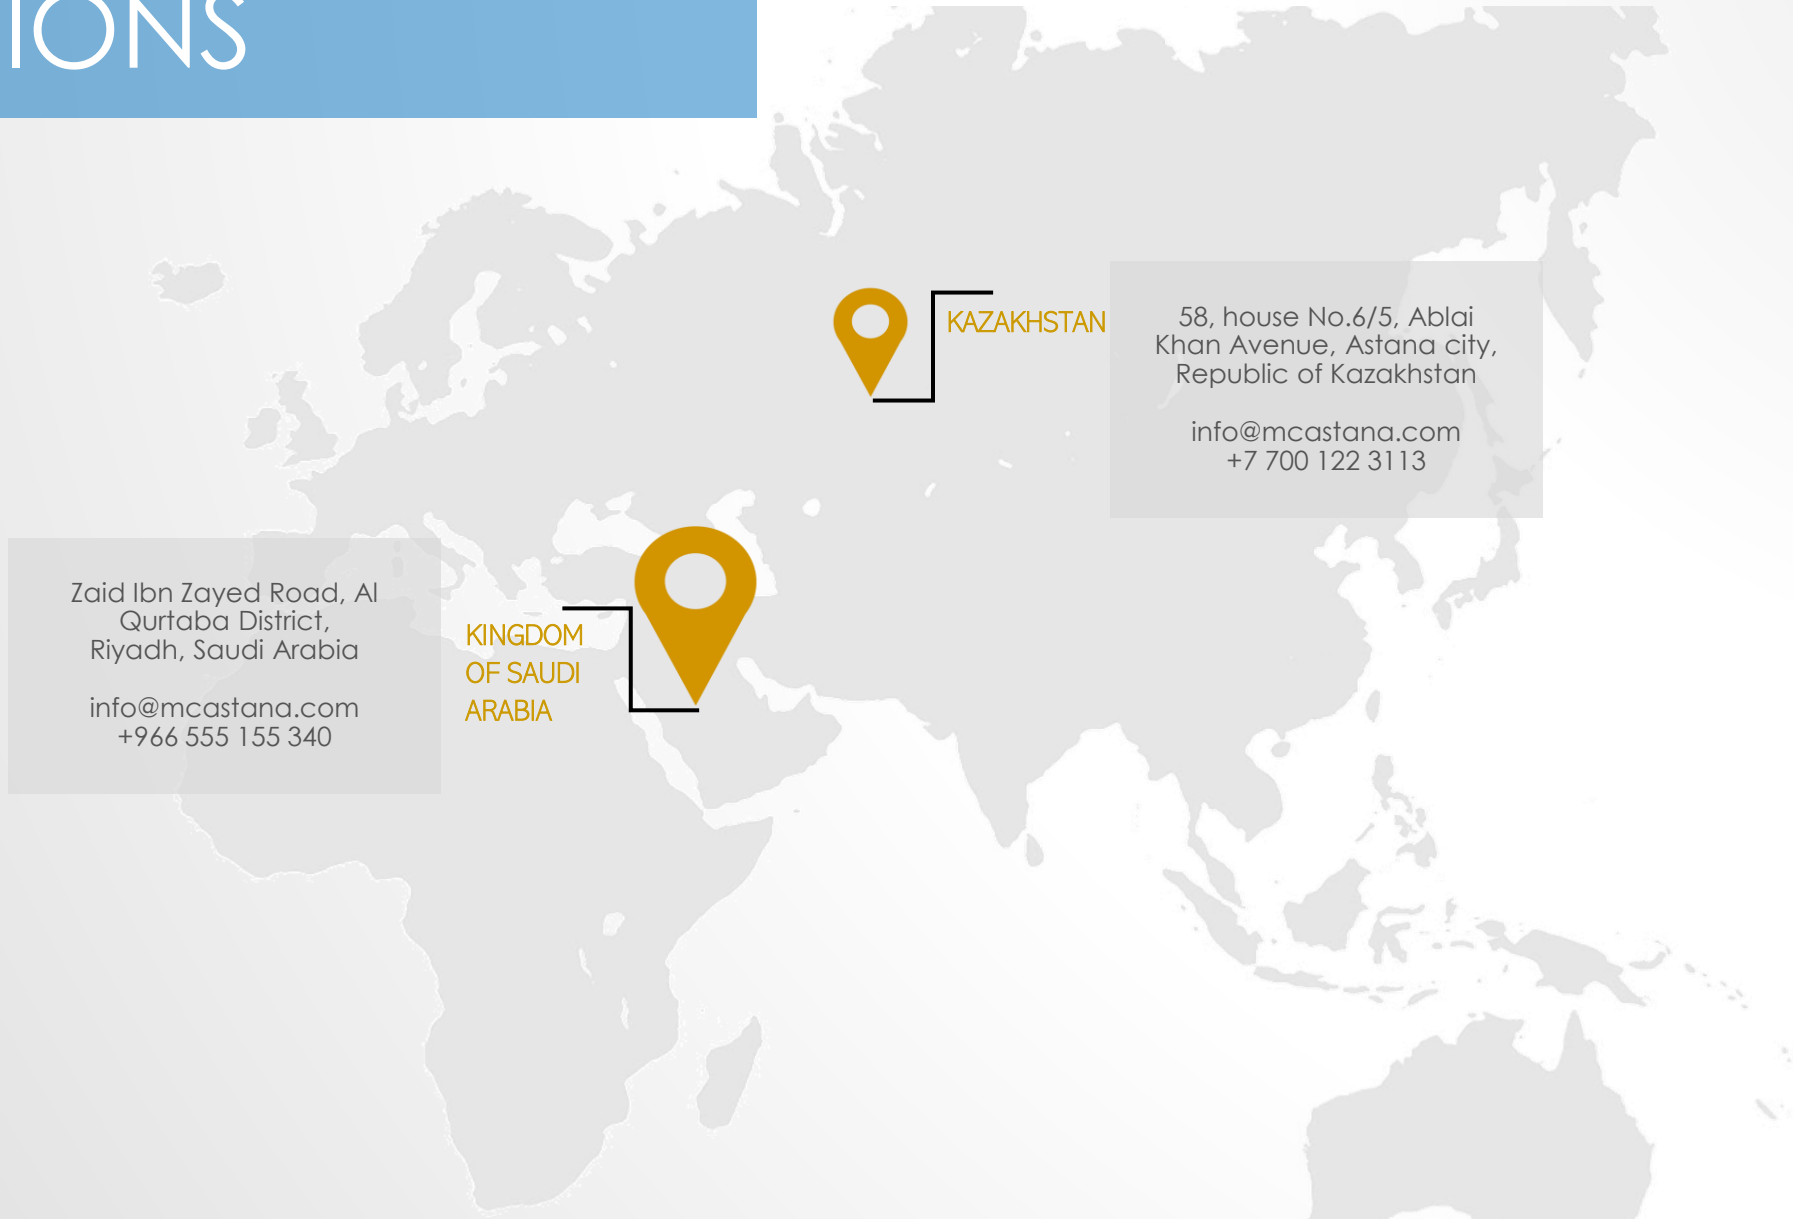 IONS
KAZAKHSTAN
58, house No.6/5, Ablai
Khan Avenue, Astana city,
Republic of Kazakhstan
info@mcastana.com
+7 700 122 3113
Zaid Ibn Zayed Road, Al
Qurtaba District,
Riyadh, Saudi Arabia
info@mcastana.com
+966 555 155 340
KINGDOM
OF SAUDI
ARABIA